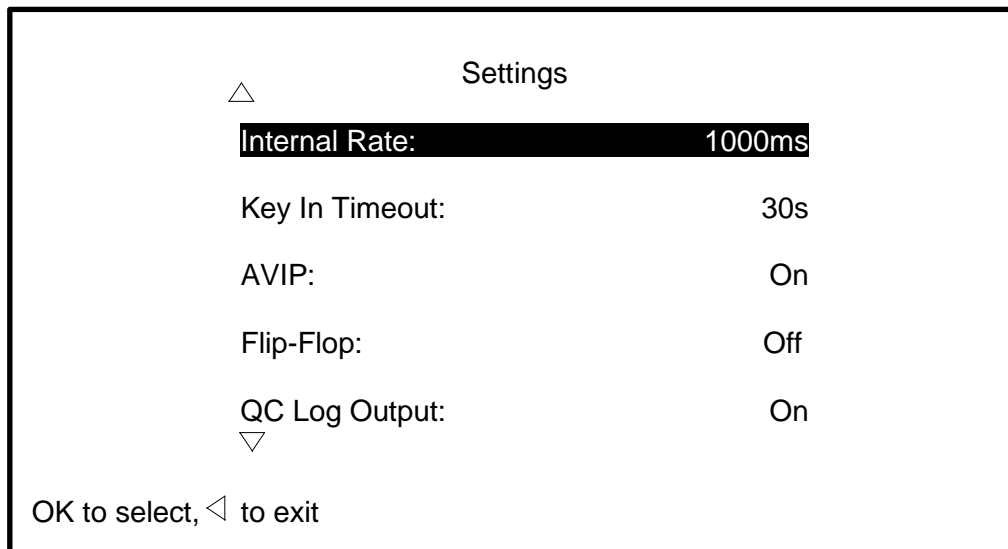 Settings
Internal Rate: 1000ms
Key In Timeout: 30s
AVIP: On
Flip-Flop: Off
QC Log Output: On
OK to select, ◁ to exit